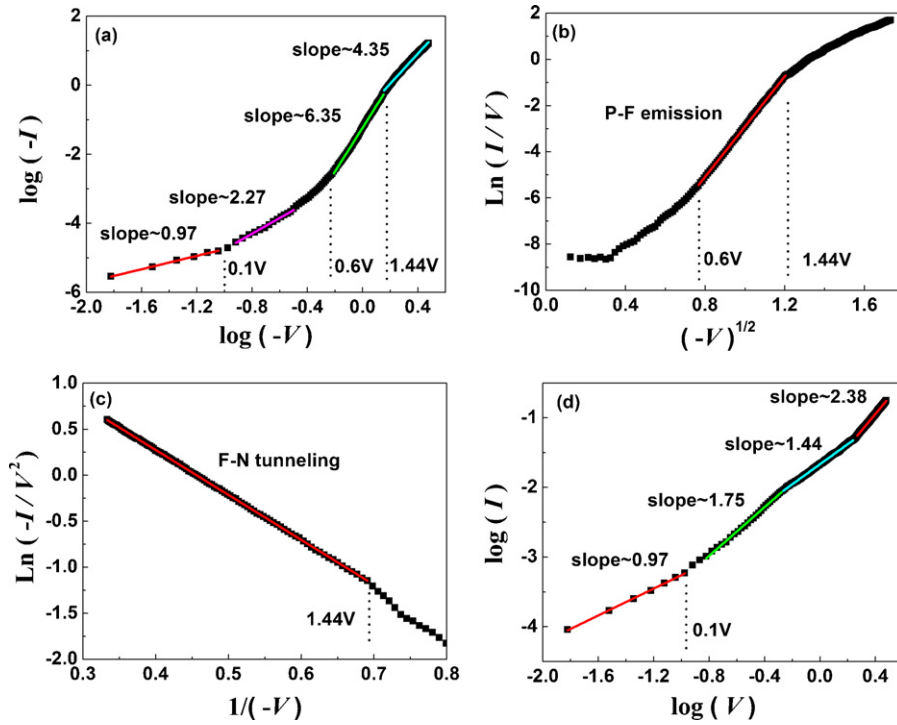 (a)
slope~4.35
slope~6.35
slope~2.27
slope~0.97
0.1V
0.6V
1.44V
2
0
-2
-4
-6
-2.0 -1.6 -1.2 -0.8 -0.4 0.0 0.4
log (-I)
log (-V)
(b)
P-F emission
0.6V
1.44V
2
0
-2
-4
-6
-8
-10
0.0 0.4 0.8 1.2 1.6
Ln ( I / V )
(-V)^1/2
(c)
F-N tunneling
1.44V
1.0
0.5
0.0
-0.5
-1.0
-1.5
-2.0
0.3 0.4 0.5 0.6 0.7 0.8
Ln ( -I / V^2 )
1/(-V)
(d)
slope~2.38
slope~1.44
slope~1.75
slope~0.97
0.1V
-1
-2
-3
-4
-2.0 -1.6 -1.2 -0.8 -0.4 0.0 0.4
log ( I )
log ( V )